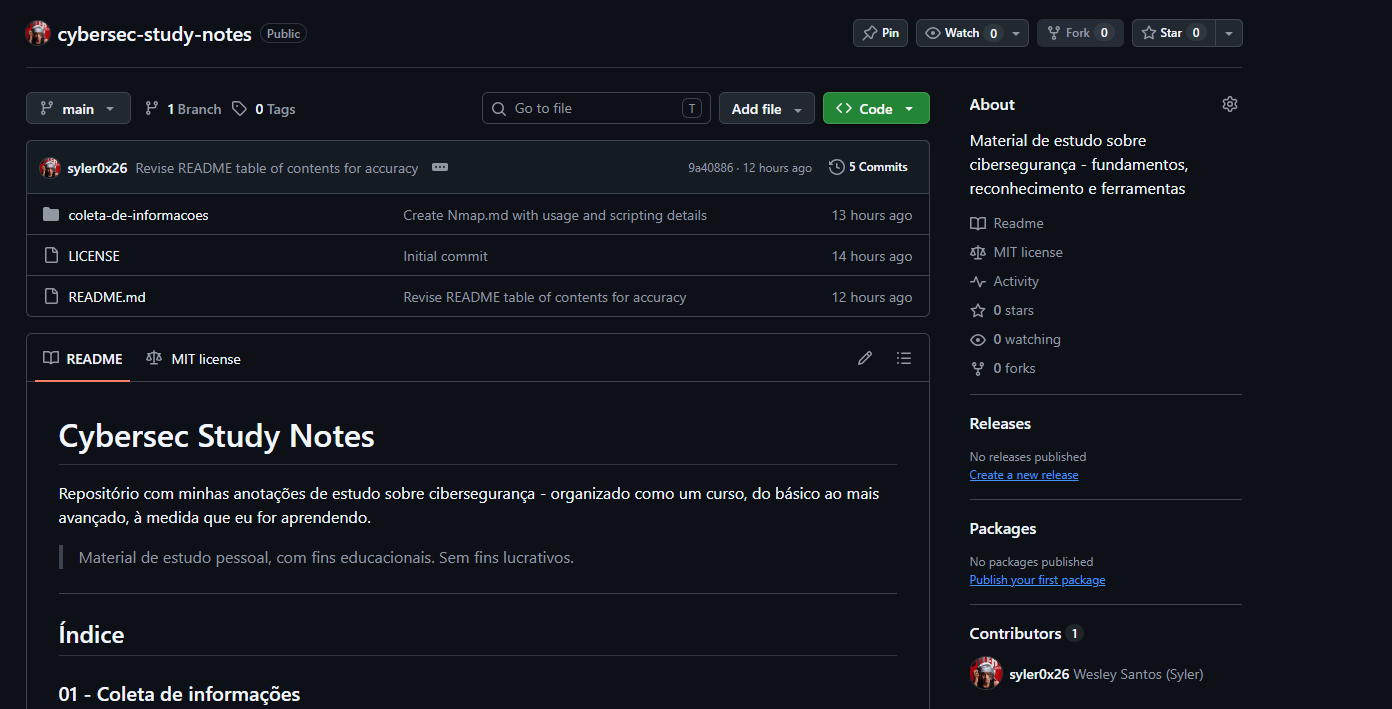 cybersec-study-notes Public
Pin Watch 0 Fork 0 Star 0
main 1 Branch 0 Tags Go to file T Add file Code
syler0x26 Revise README table of contents for accuracy 9a40886 · 12 hours ago 5 Commits
coleta-de-informacoes Create Nmap.md with usage and scripting details 13 hours ago
LICENSE Initial commit 14 hours ago
README.md Revise README table of contents for accuracy 12 hours ago
README MIT license
Cybersec Study Notes
Repositório com minhas anotações de estudo sobre cibersegurança - organizado como um curso, do básico ao mais
avançado, à medida que eu for aprendendo.
Material de estudo pessoal, com fins educacionais. Sem fins lucrativos.
Índice
01 - Coleta de informações
About
Material de estudo sobre
cibersegurança - fundamentos,
reconhecimento e ferramentas
Readme
MIT license
Activity
0 stars
0 watching
0 forks
Releases
No releases published
Create a new release
Packages
No packages published
Publish your first package
Contributors 1
syler0x26 Wesley Santos (Syler)